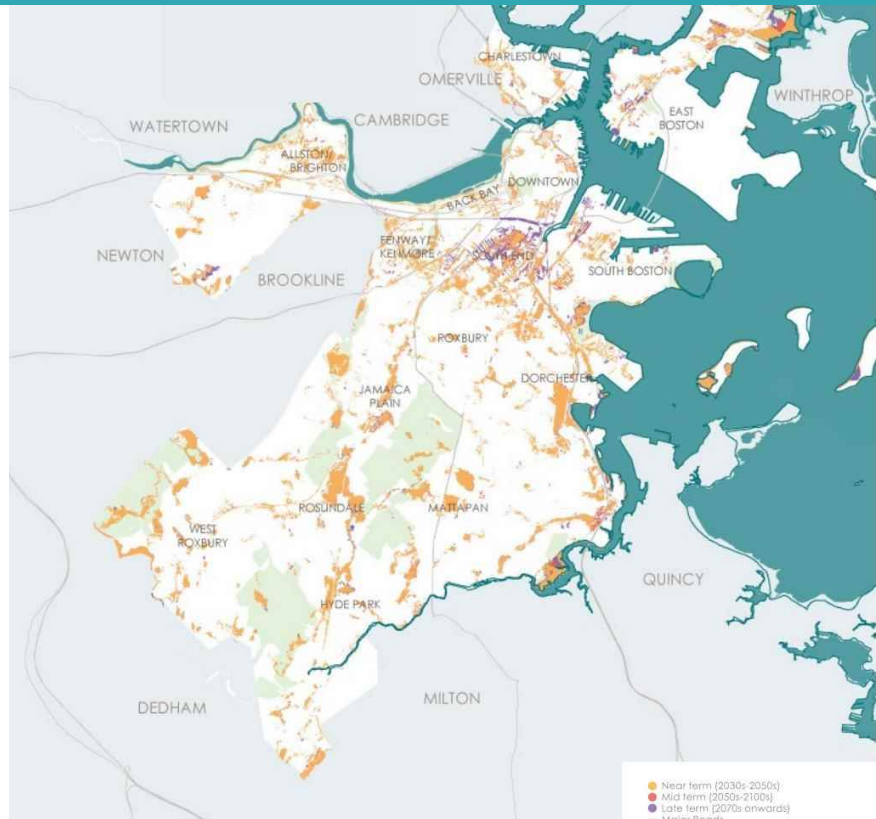 CHARLESTOWN
OMERVILLE
WINTHROP
EAST
BOSTON
WATERTOWN
CAMBRIDGE
ALLSTON/
BRIGHTON
DOWNTOWN
BACK BAY
FENWAY/
KENMORE
SOUTH END
NEWTON
SOUTH BOSTON
BROOKLINE
ROXBURY
DORCHESTER
JAMAICA
PLAIN
ROSLINDALE
MATTAPAN
WEST
ROXBURY
QUINCY
HYDE PARK
DEDHAM
MILTON
Near term (2030s-2050s)
Mid term (2050s-2100s)
Late term (2070s onwards)
Major Roads